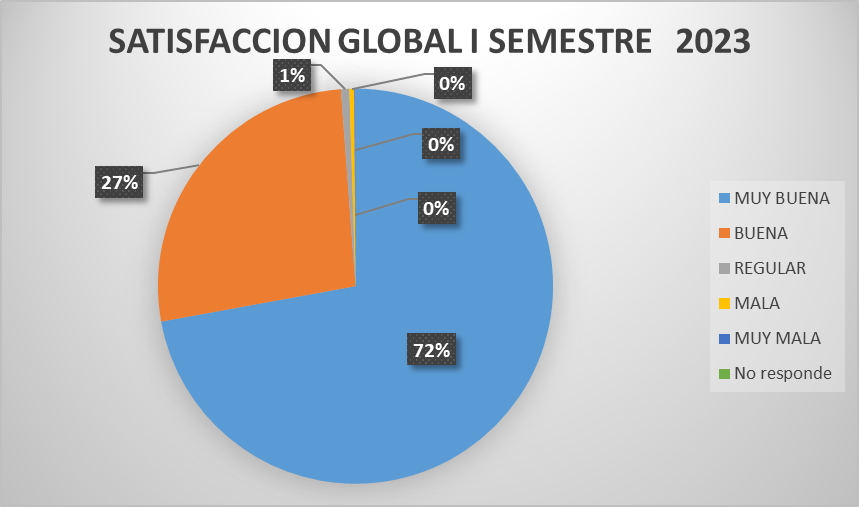 SATISFACCION GLOBAL I SEMESTRE 2023
1%
0%
0%
27%
0%
72%
MUY BUENA
BUENA
REGULAR
MALA
MUY MALA
No responde